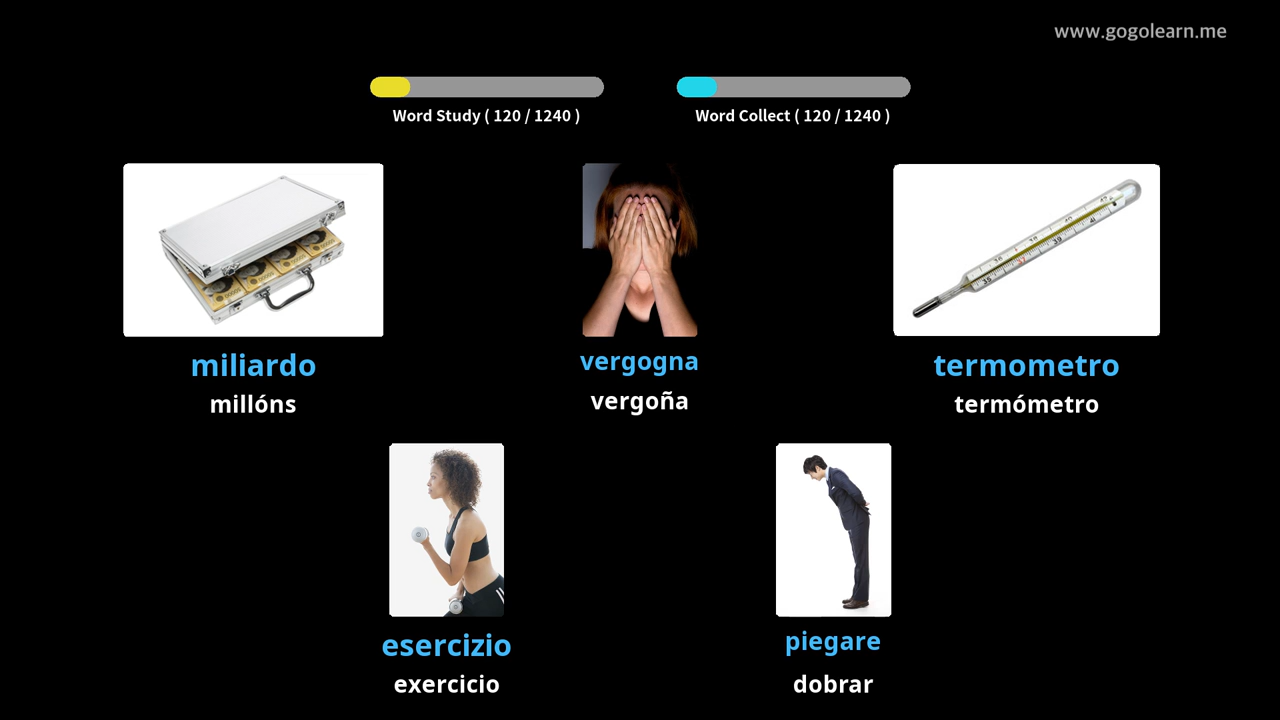 www.gogolearn.me
Word Study ( 120 / 1240 )
Word Collect ( 120 / 1240 )
miliardo
millóns
vergogna
vergoña
termometro
termómetro
esercizio
exercicio
piegare
dobrar